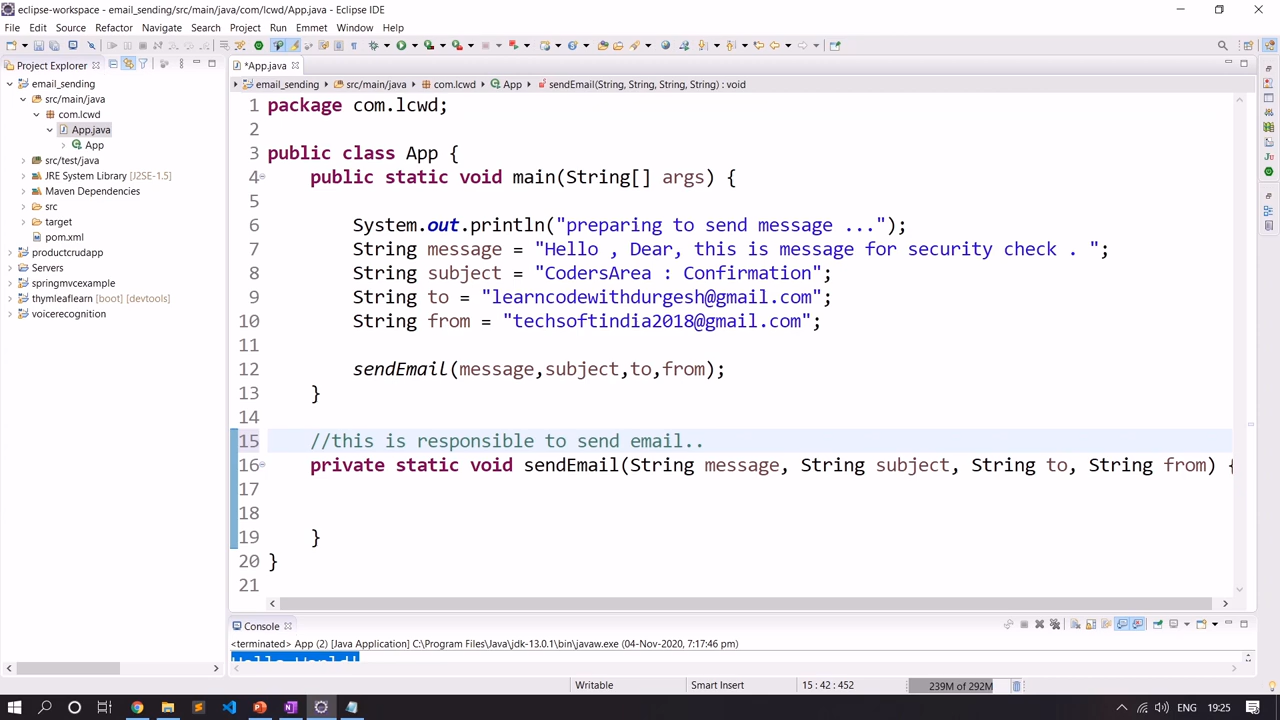 eclipse-workspace - email_sending/src/main/java/com/lcwd/App.java - Eclipse IDE
File Edit Source Refactor Navigate Search Project Run Emmet Window Help
Project Explorer
*App.java
email_sending
src/main/java
com.lcwd
App.java
App
src/test/java
JRE System Library [J2SE-1.5]
Maven Dependencies
src
target
pom.xml
productcrudapp
Servers
springmvcexample
thymleaflearn [boot] [devtools]
voicerecognition
email_sending src/main/java com.lcwd App sendEmail(String, String, String, String) : void
1 package com.lcwd;
2
3 public class App {
4 public static void main(String[] args) {
5
6 System.out.println("preparing to send message ...");
7 String message = "Hello , Dear, this is message for security check . ";
8 String subject = "CodersArea : Confirmation";
9 String to = "learncodewithdurgesh@gmail.com";
10 String from = "techsoftindia2018@gmail.com";
11
12 sendEmail(message,subject,to,from);
13 }
14
15 //this is responsible to send email..
16 private static void sendEmail(String message, String subject, String to, String from) {
17
18
19 }
20 }
21
Console
<terminated> App (2) [Java Application] C:\Program Files\Java\jdk-13.0.1\bin\javaw.exe (04-Nov-2020, 7:17:46 pm)
Hello World!
Writable Smart Insert 15 : 42 : 452 239M of 292M
ENG 19:25